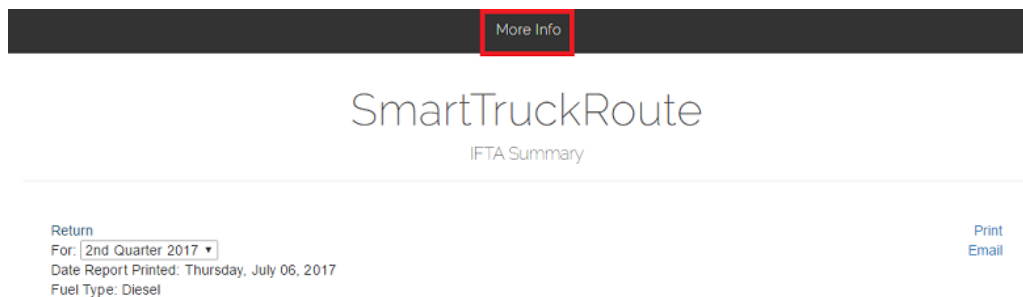 More Info
SmartTruckRoute
IFTA Summary
Return
Print
For: 2nd Quarter 2017
Email
Date Report Printed: Thursday, July 06, 2017
Fuel Type: Diesel